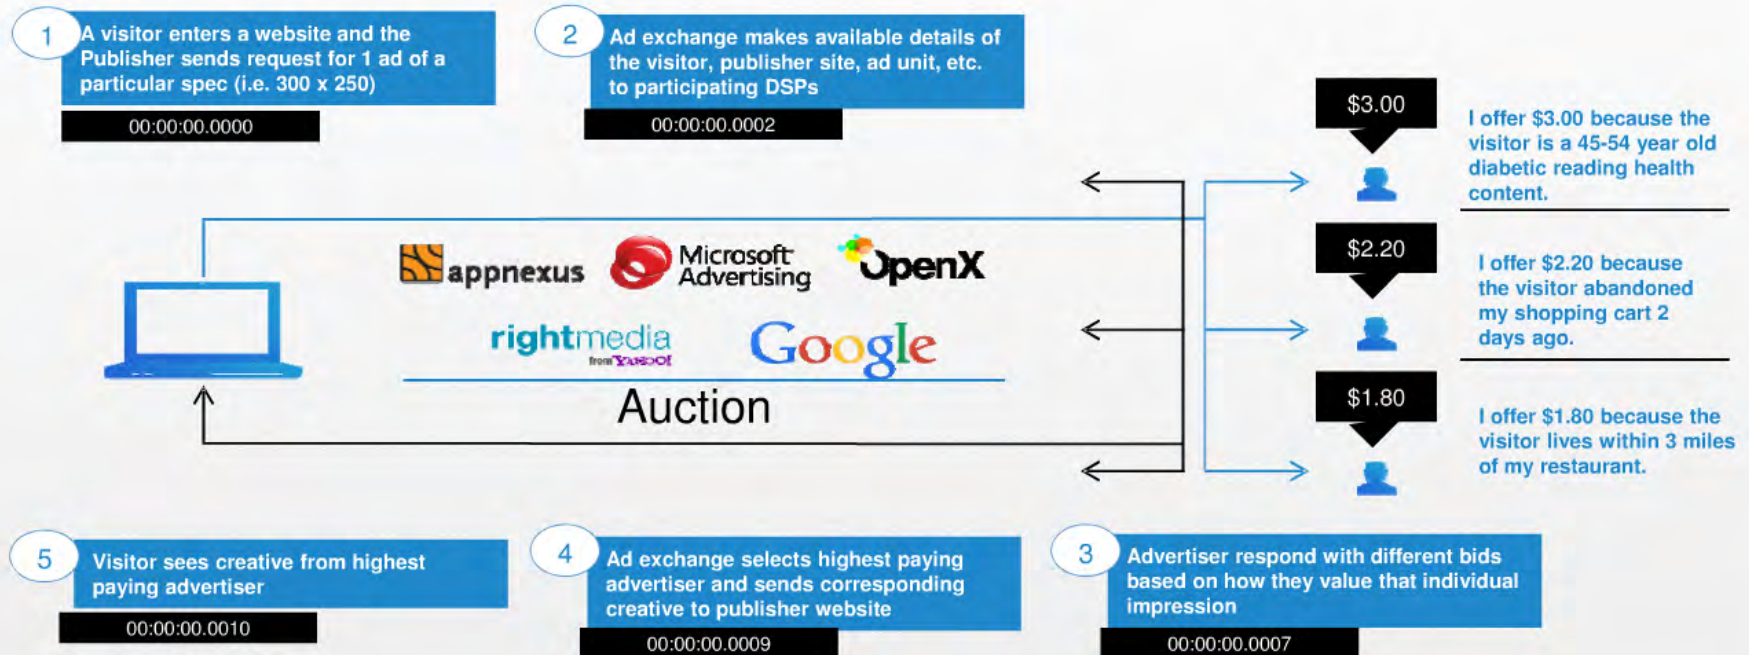 1
A visitor enters a website and the
Publisher sends request for 1 ad of a
particular spec (i.e. 300 x 250)
00:00:00.0000
2
Ad exchange makes available details of
the visitor, publisher site, ad unit, etc.
to participating DSPs
00:00:00.0002
$3.00
I offer $3.00 because the
visitor is a 45-54 year old
diabetic reading health
content.
$2.20
I offer $2.20 because
the visitor abandoned
my shopping cart 2
days ago.
$1.80
I offer $1.80 because the
visitor lives within 3 miles
of my restaurant.
appnexus
Microsoft
Advertising
OpenX
rightmedia
from YAHOO!
Google
Auction
5
Visitor sees creative from highest
paying advertiser
00:00:00.0010
4
Ad exchange selects highest paying
advertiser and sends corresponding
creative to publisher website
00:00:00.0009
3
Advertiser respond with different bids
based on how they value that individual
impression
00:00:00.0007